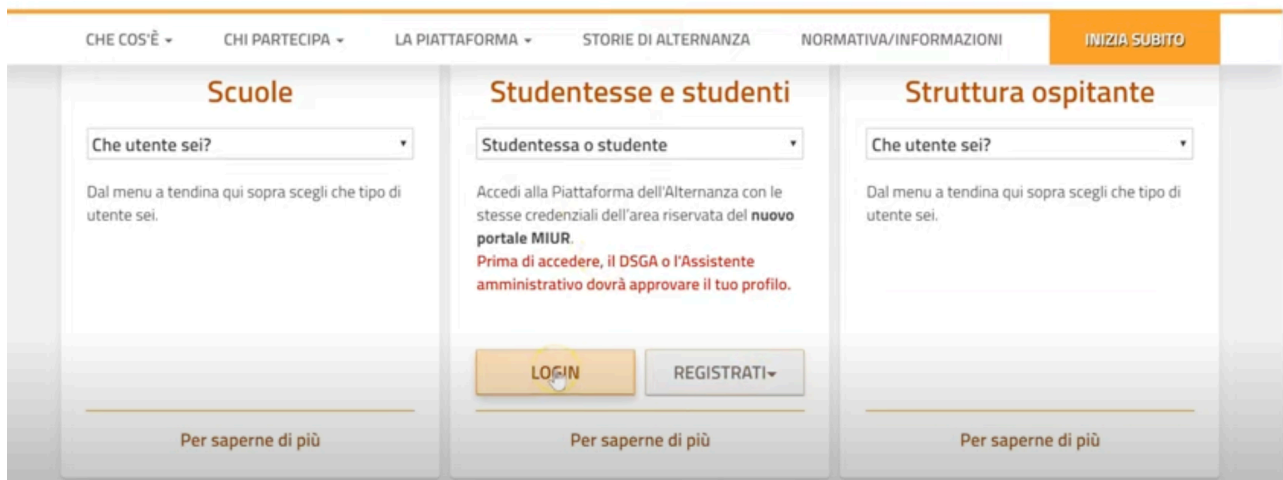 CHE COS'È
CHI PARTECIPA
LA PIATTAFORMA
STORIE DI ALTERNANZA
NORMATIVA/INFORMAZIONI
INIZIA SUBITO
Scuole
Che utente sei?
Dal menu a tendina qui sopra scegli che tipo di
utente sei.
Per saperne di più
Studentesse e studenti
Studentessa o studente
Accedi alla Piattaforma dell'Alternanza con le
stesse credenziali dell'area riservata del nuovo
portale MIUR.
Prima di accedere, il DSGA o l'Assistente
amministrativo dovrà approvare il tuo profilo.
LOGIN
REGISTRATI
Per saperne di più
Struttura ospitante
Che utente sei?
Dal menu a tendina qui sopra scegli che tipo di
utente sei.
Per saperne di più